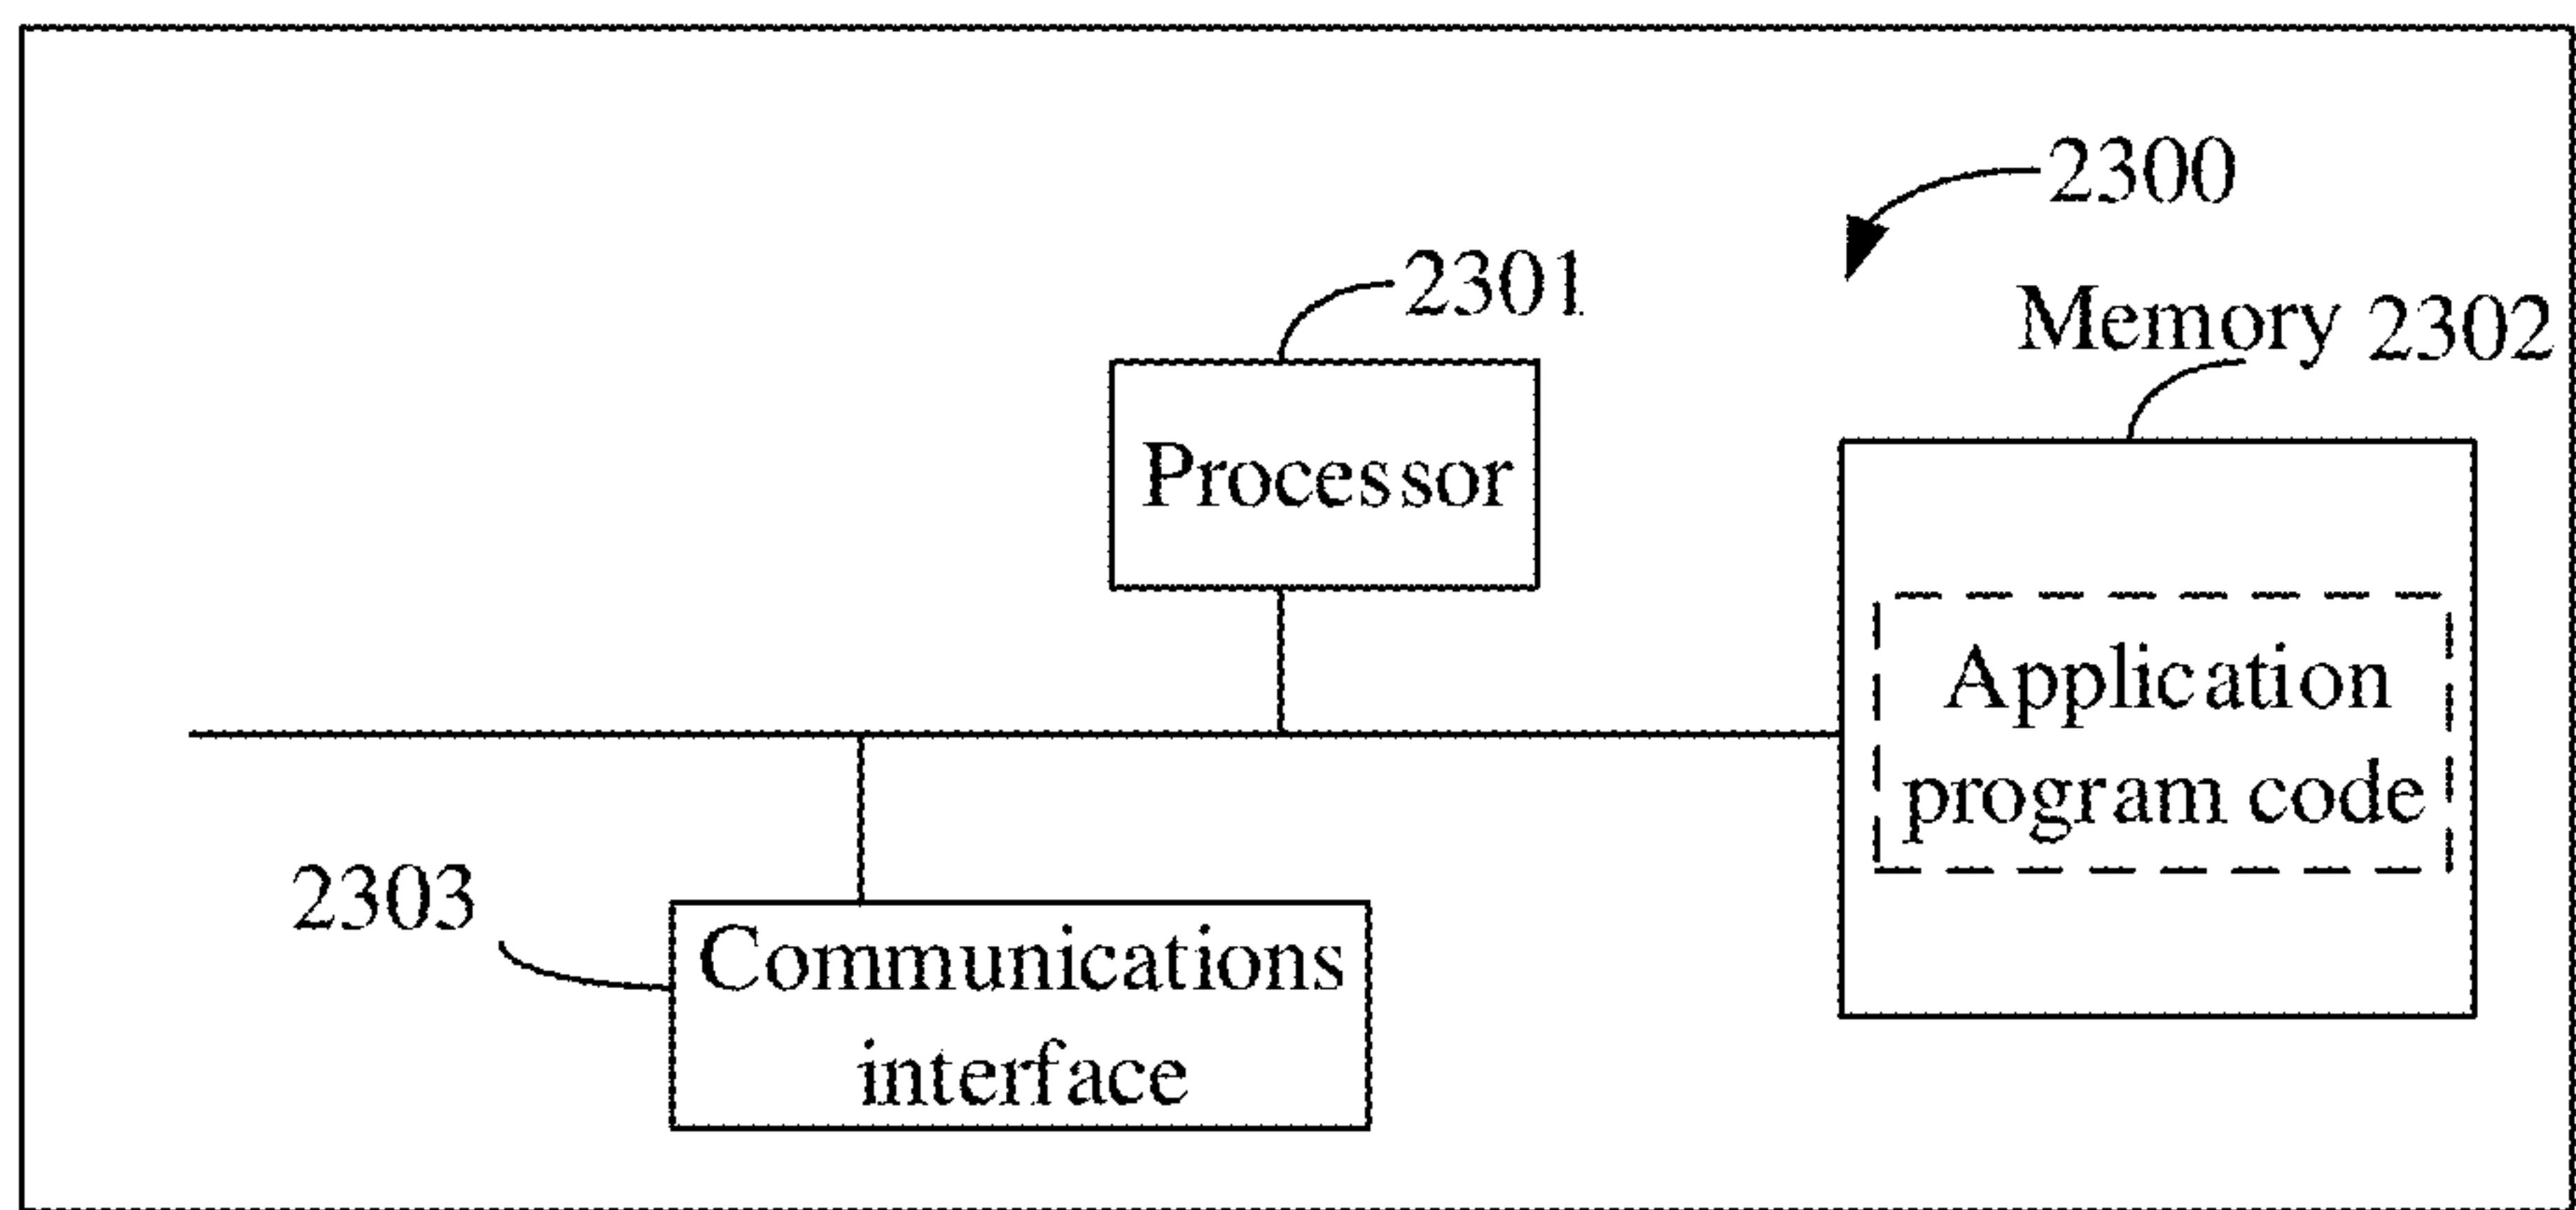 2300
2301
Memory 2302
Processor
Application
program code
2303
Communications
interface